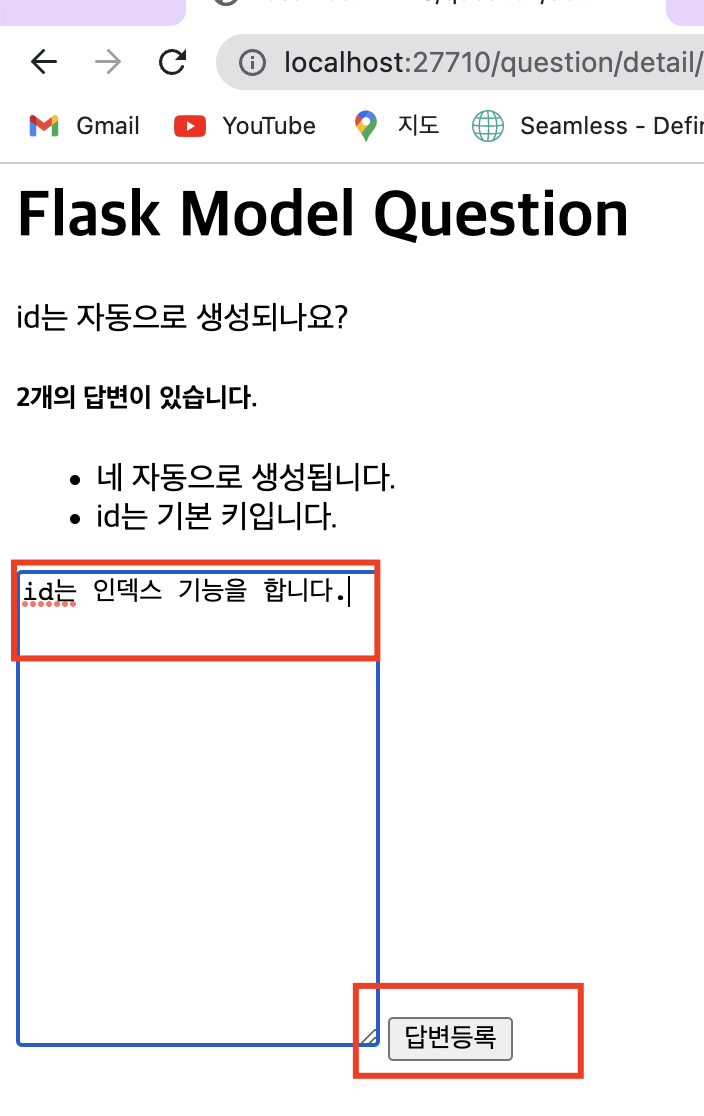 localhost:27710/question/detail/
Gmail YouTube 지도 Seamless - Defin
Flask Model Question
id는 자동으로 생성되나요?
2개의 답변이 있습니다.
네 자동으로 생성됩니다.
id는 기본 키입니다.
id는 인덱스 기능을 합니다.
답변등록